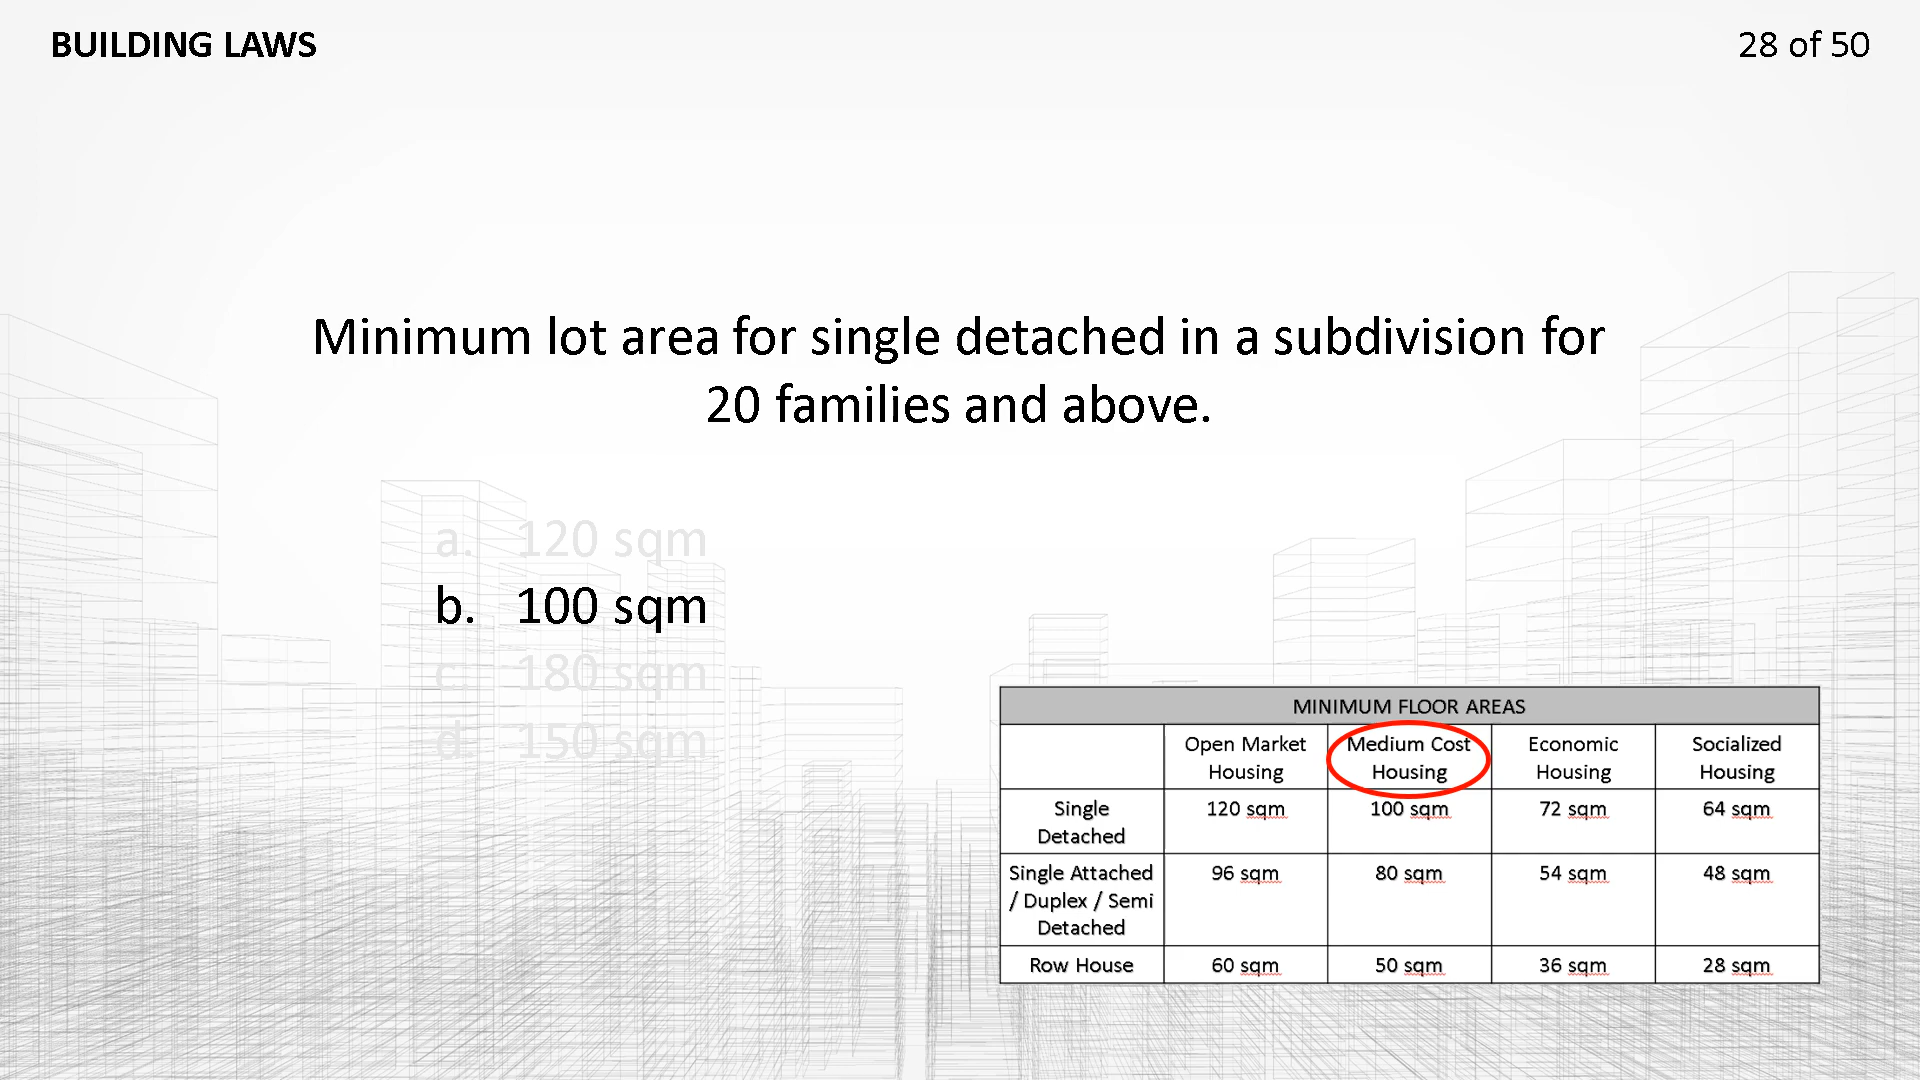 BUILDING LAWS
28 of 50
Minimum lot area for single detached in a subdivision for
20 families and above.
a. 120 sqm
b. 100 sqm
c. 180 sqm
d. 150 sqm
MINIMUM FLOOR AREAS
Open Market Housing
Medium Cost Housing
Economic Housing
Socialized Housing
Single Detached
120 sqm
100 sqm
72 sqm
64 sqm
Single Attached / Duplex / Semi Detached
96 sqm
80 sqm
54 sqm
48 sqm
Row House
60 sqm
50 sqm
36 sqm
28 sqm